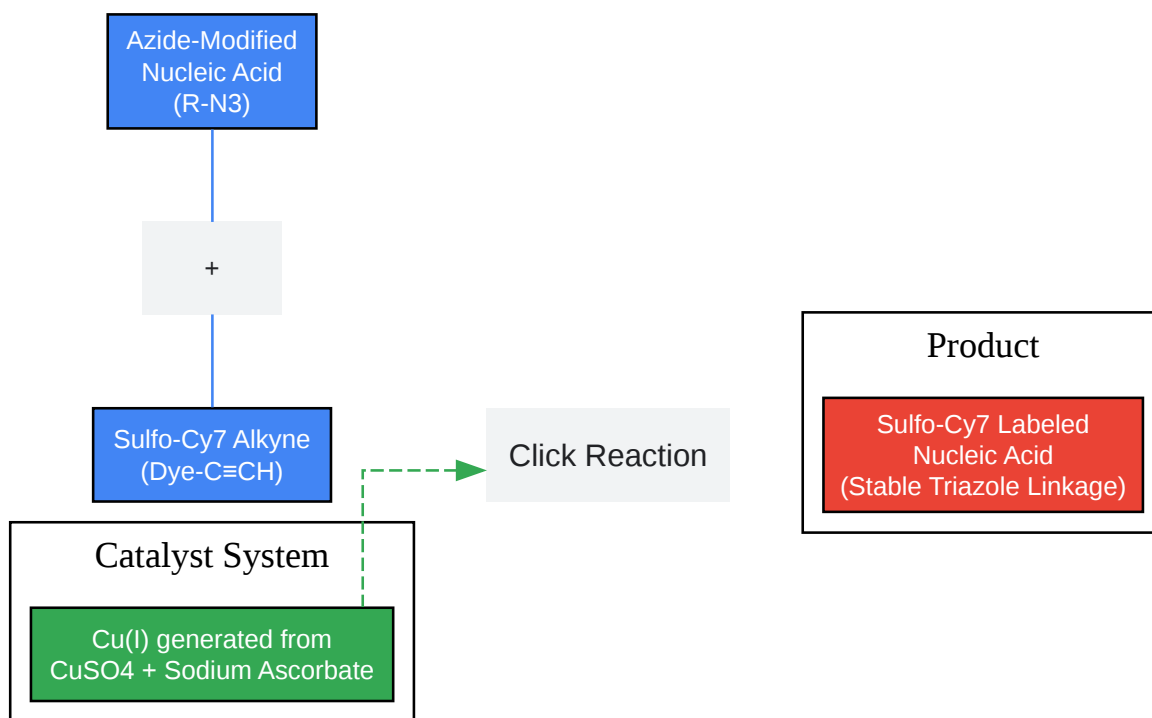 Azide-Modified
Nucleic Acid
(R-N3)
+
Sulfo-Cy7 Alkyne
(Dye-C≡CH)
Catalyst System
Cu(I) generated from
CuSO4 + Sodium Ascorbate
Click Reaction
Product
Sulfo-Cy7 Labeled
Nucleic Acid
(Stable Triazole Linkage)